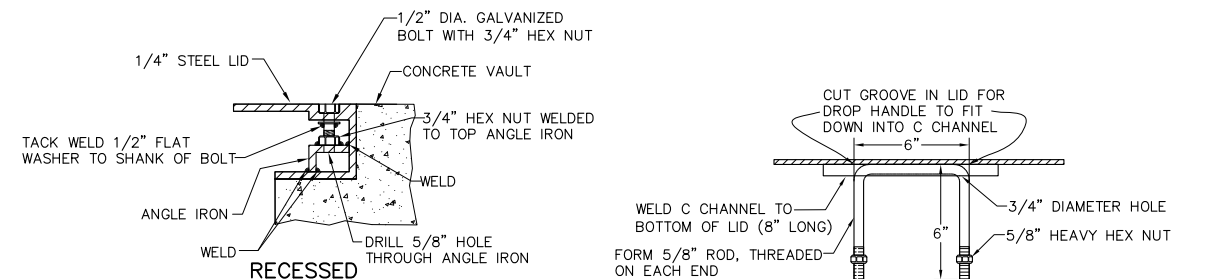 1/2" DIA. GALVANIZED
BOLT WITH 3/4" HEX NUT
1/4" STEEL LID
CONCRETE VAULT
3/4" HEX NUT WELDED
TO TOP ANGLE IRON
TACK WELD 1/2" FLAT
WASHER TO SHANK OF BOLT
WELD
ANGLE IRON
WELD
DRILL 5/8" HOLE
THROUGH ANGLE IRON
RECESSED
CUT GROOVE IN LID FOR
DROP HANDLE TO FIT
DOWN INTO C CHANNEL
6"
WELD C CHANNEL TO
BOTTOM OF LID (8" LONG)
3/4" DIAMETER HOLE
6"
5/8" HEAVY HEX NUT
FORM 5/8" ROD, THREADED
ON EACH END